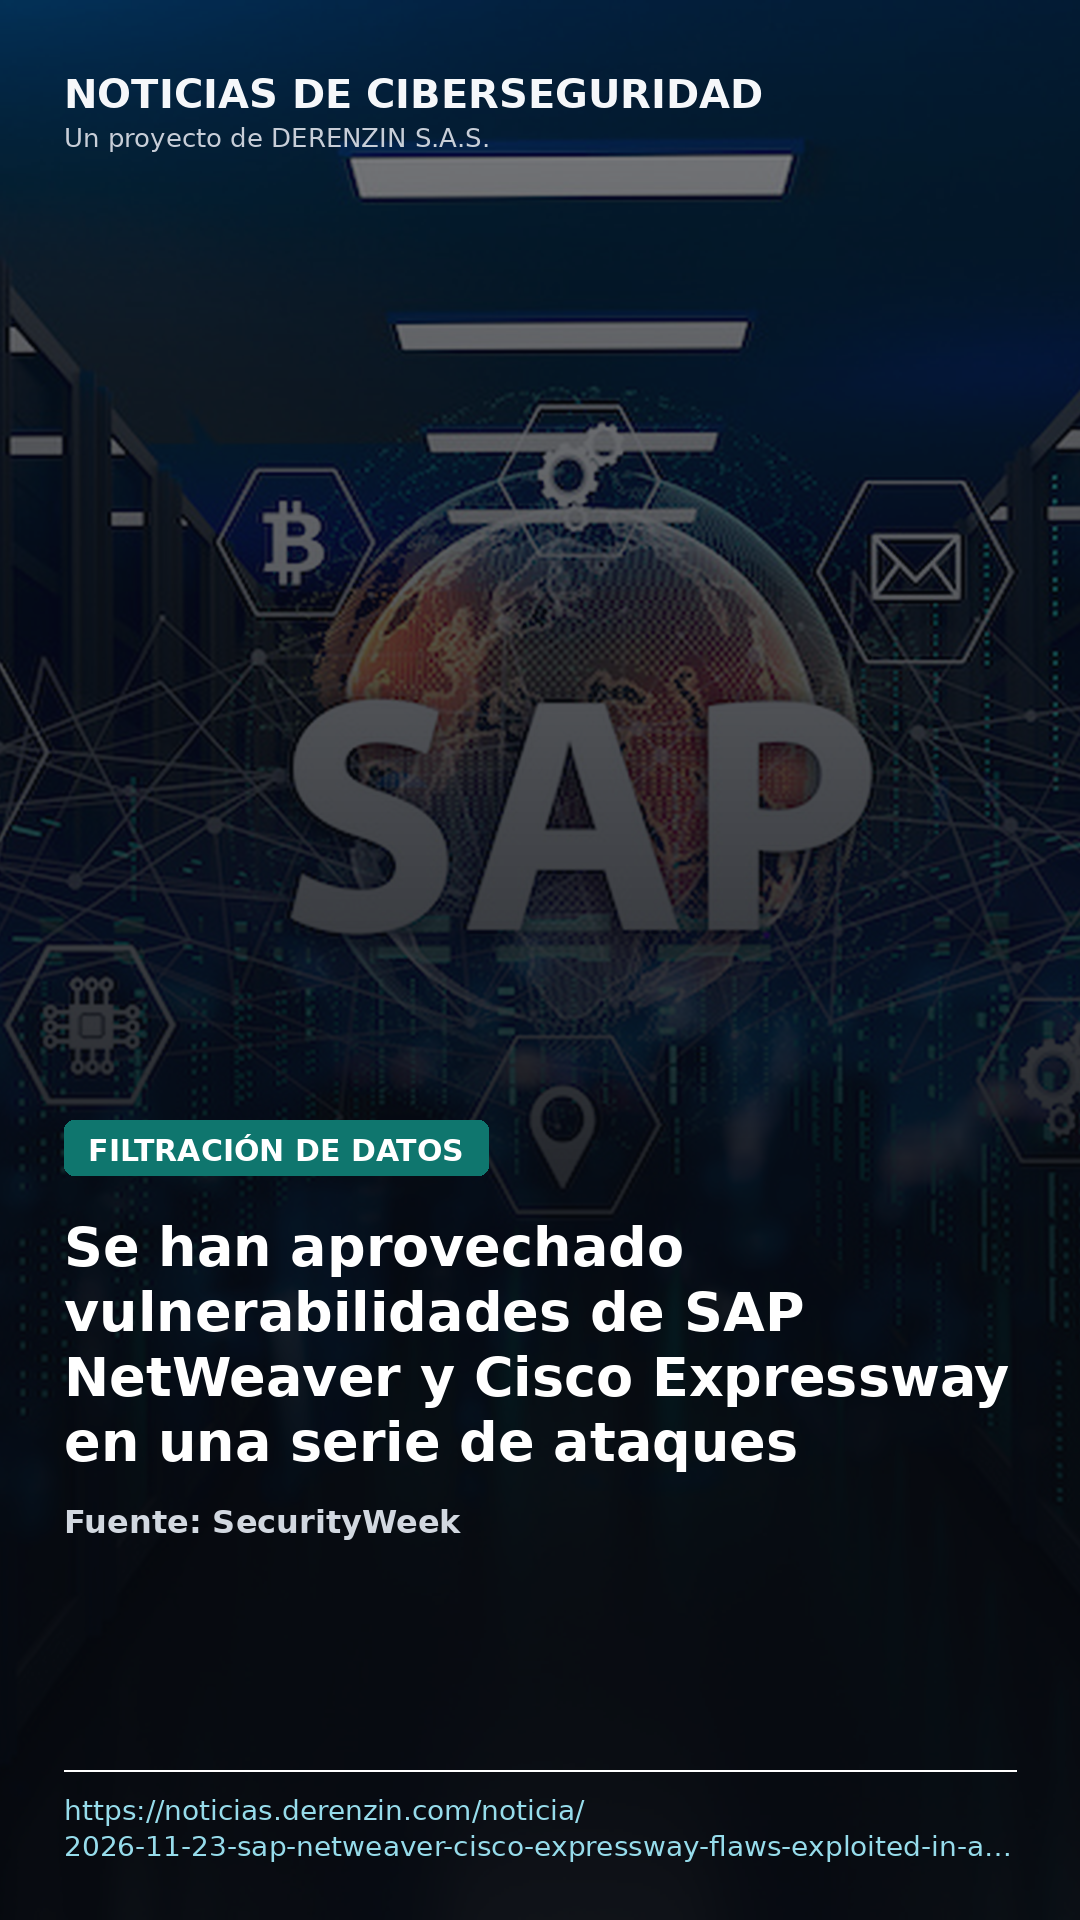 NOTICIAS DE CIBERSEGURIDAD
Un proyecto de DERENZIN S.A.S.
SAP
FILTRACIÓN DE DATOS
Se han aprovechado
vulnerabilidades de SAP
NetWeaver y Cisco Expressway
en una serie de ataques
Fuente: SecurityWeek
https://noticias.derenzin.com/noticia/
2026-11-23-sap-netweaver-cisco-expressway-flaws-exploited-in-a…